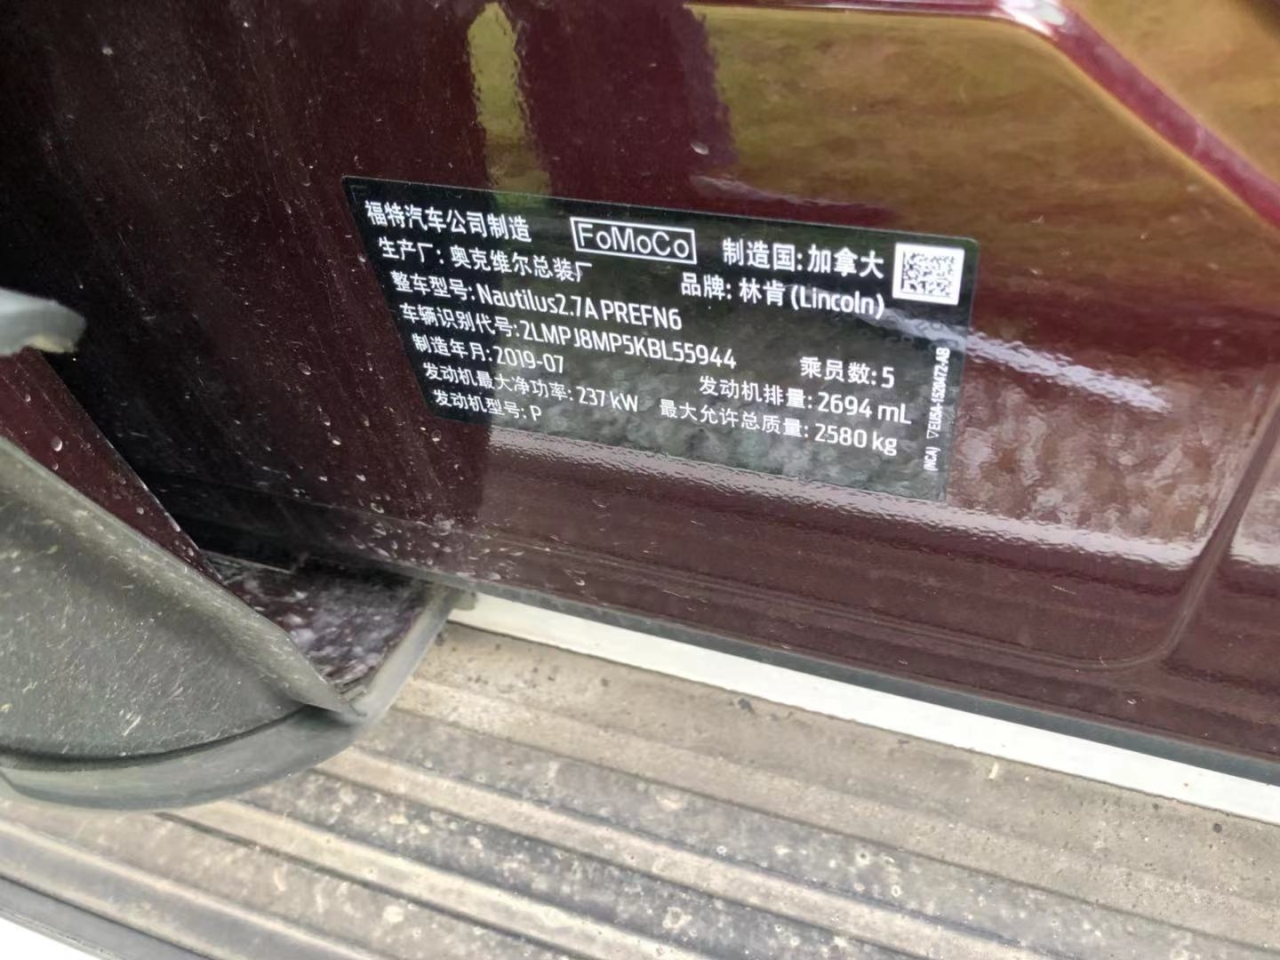 福特汽车公司制造 FoMoCo 制造国:加拿大
生产厂:奥克维尔总装厂 品牌:林肯(Lincoln)
整车型号:Nautilus2.7A PREFN6
车辆识别代号:2LMPJ8MP5KBL55944 乘员数:5
制造年月:2019-07 发动机排量:2694 mL
发动机最大净功率:237 kW 最大允许总质量:2580 kg
发动机型号:P
(NCA) ▽EU5A-1520472-AB